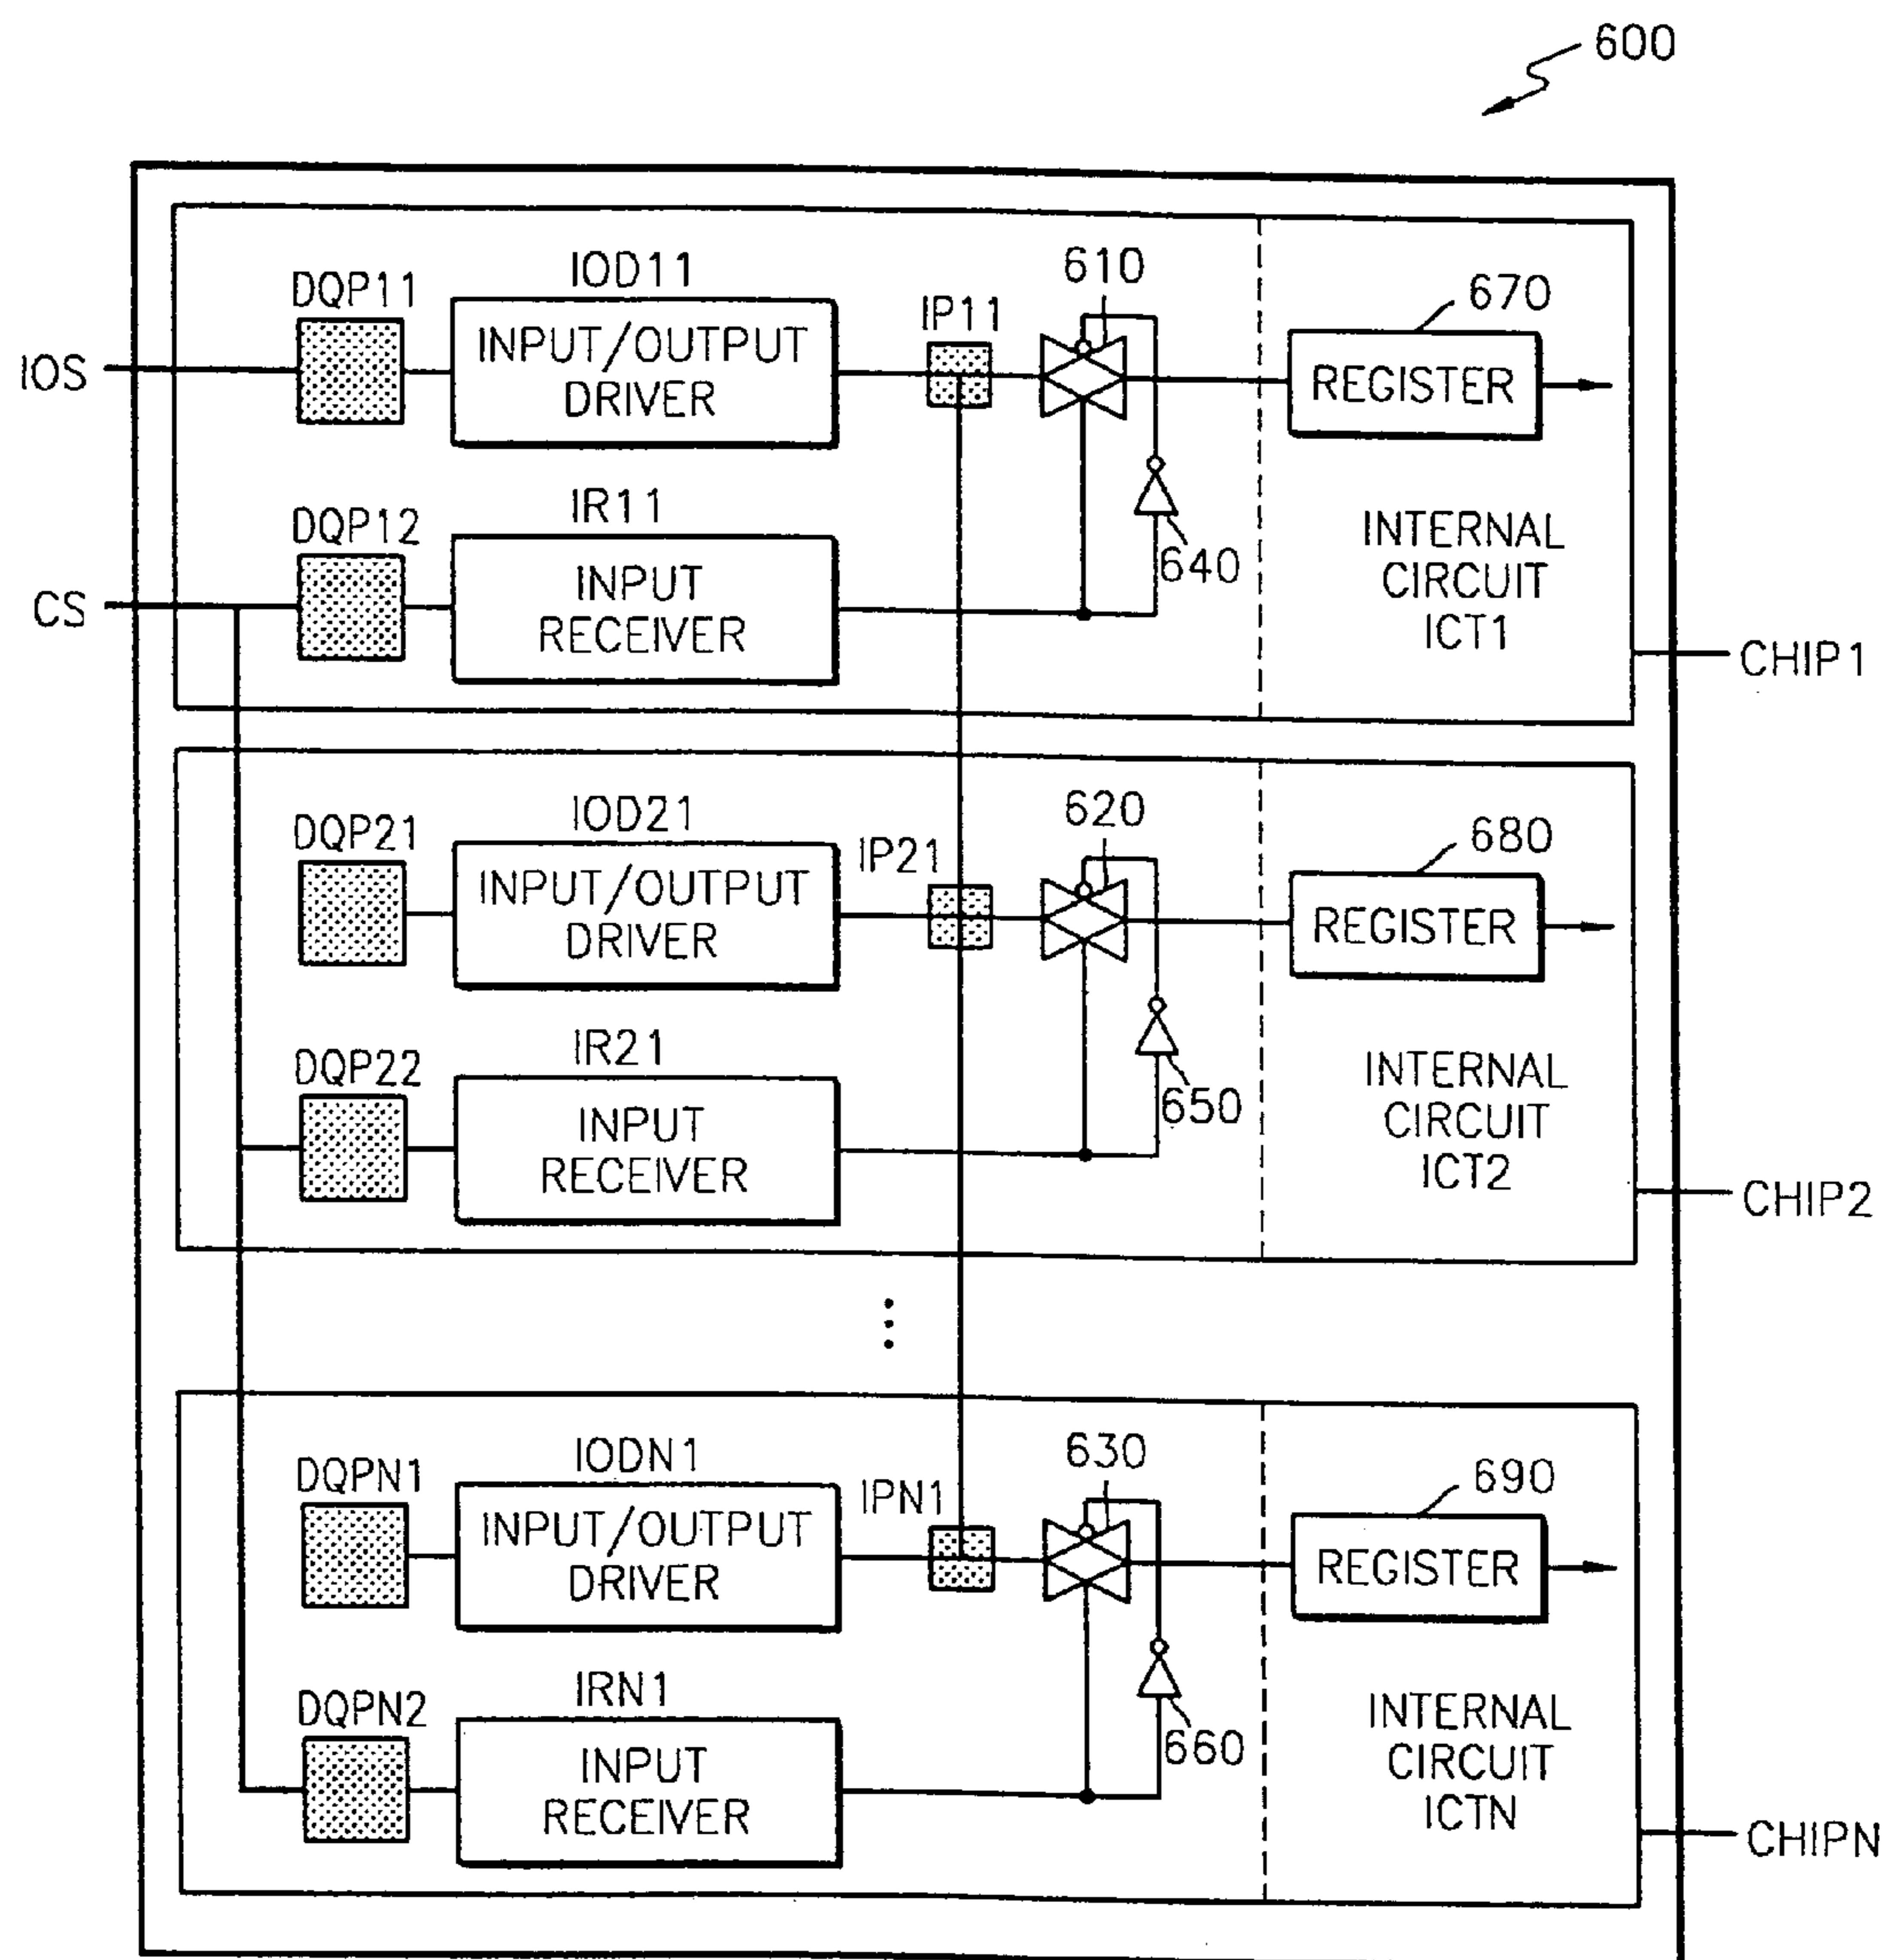 600
IOD11
610
DQP11
IP11
670
IOS
INPUT/OUTPUT
DRIVER
REGISTER
IR11
DQP12
INTERNAL
CIRCUIT
ICT1
640
CS
INPUT
RECEIVER
CHIP1
IOD21
620
DQP21
IP21
680
INPUT/OUTPUT
DRIVER
REGISTER
IR21
DQP22
INTERNAL
CIRCUIT
ICT2
650
INPUT
RECEIVER
CHIP2
IODN1
630
DQPN1
IPN1
690
INPUT/OUTPUT
DRIVER
REGISTER
IRN1
DQPN2
INTERNAL
CIRCUIT
ICTN
660
INPUT
RECEIVER
CHIPN